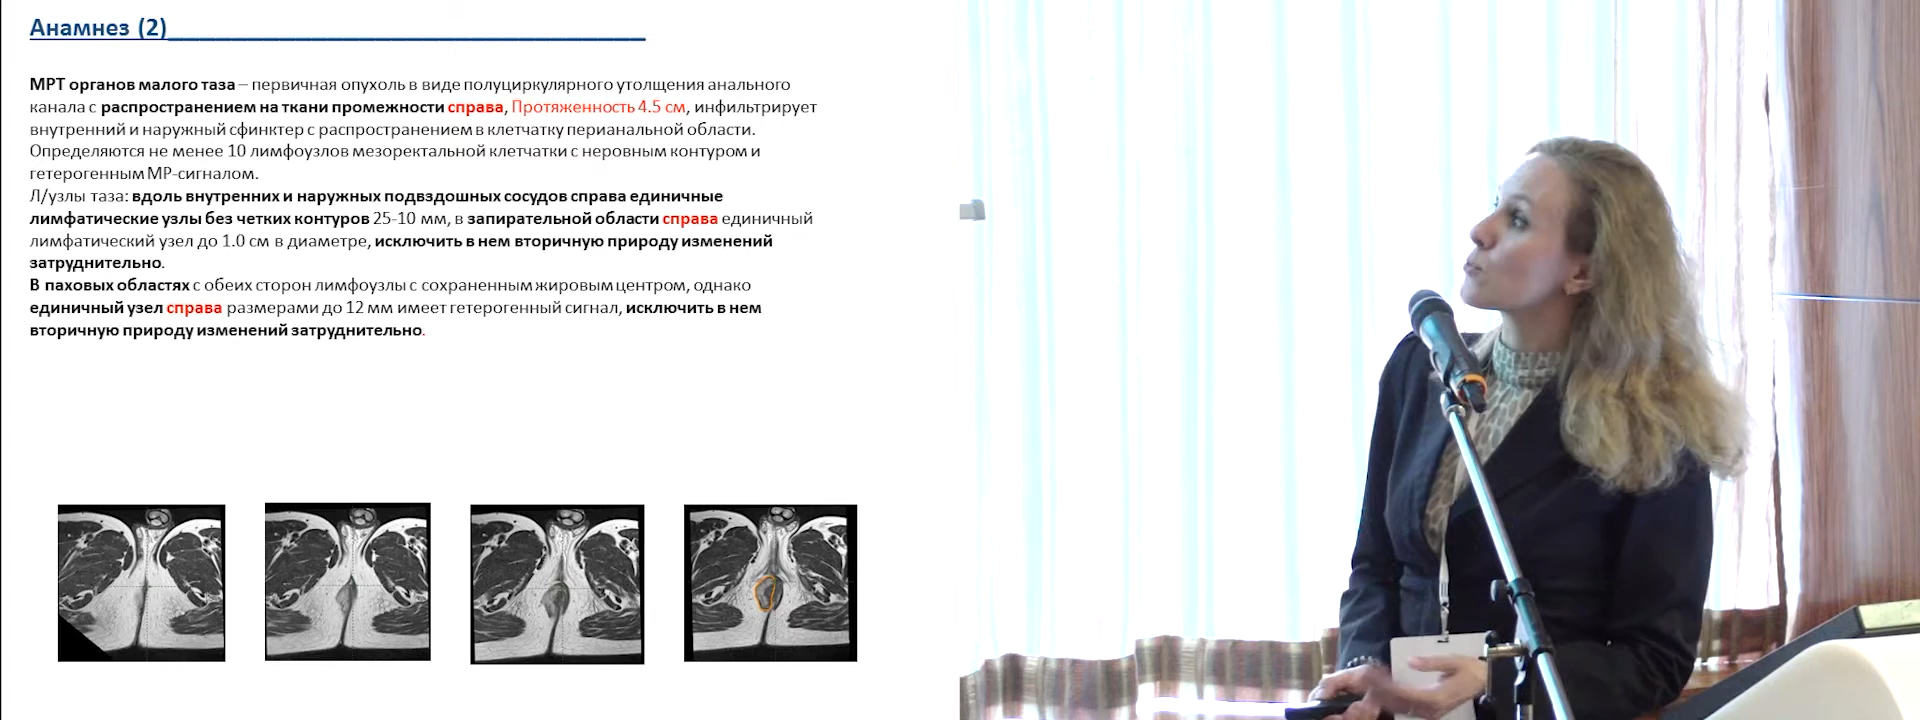 Анамнез (2)
МРТ органов малого таза – первичная опухоль в виде полуциркулярного утолщения анального
канала с распространением на ткани промежности справа, Протяженность 4.5 см, инфильтрирует
внутренний и наружный сфинктер с распространением в клетчатку перианальной области.
Определяются не менее 10 лимфоузлов мезоректальной клетчатки с неровным контуром и
гетерогенным МР-сигналом.
Л/узлы таза: вдоль внутренних и наружных подвздошных сосудов справа единичные
лимфатические узлы без четких контуров 25-10 мм, в запирательной области справа единичный
лимфатический узел до 1.0 см в диаметре, исключить в нем вторичную природу изменений
затруднительно.
В паховых областях с обеих сторон лимфоузлы с сохраненным жировым центром, однако
единичный узел справа размерами до 12 мм имеет гетерогенный сигнал, исключить в нем
вторичную природу изменений затруднительно.